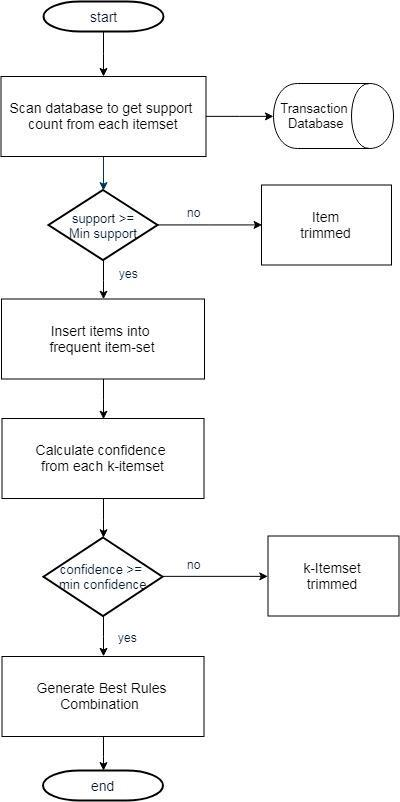 start
Scan database to get support
count from each itemset
Transaction
Database
support >=
Min support
no
Item
trimmed
yes
Insert items into
frequent item-set
Calculate confidence
from each k-itemset
confidence >=
min confidence
no
k-Itemset
trimmed
yes
Generate Best Rules
Combination
end